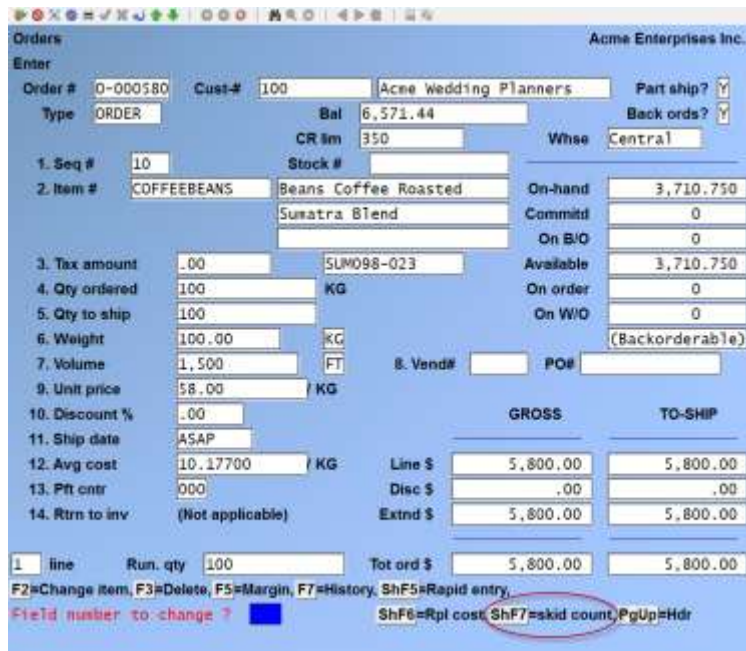 Orders Acme Enterprises Inc.
Enter
Order # O-000580 Cust-# 100 Acme Wedding Planners Part ship? Y
Type ORDER Bal 6,571.44 Back ords? Y
CR lim 350 Whse Central
1. Seq # 10 Stock #
2. Item # COFFEEBEANS Beans Coffee Roasted On-hand 3,710.750
Sumatra Blend Commitd 0
On B/O 0
3. Tax amount .00 SUM098-023 Available 3,710.750
4. Qty ordered 100 KG On order 0
5. Qty to ship 100 On W/O 0
6. Weight 100.00 KG (Backorderable)
7. Volume 1,500 FT 8. Vend# PO#
9. Unit price 58.00 / KG
10. Discount % .00 GROSS TO-SHIP
11. Ship date ASAP
12. Avg cost 10.17700 / KG Line $ 5,800.00 5,800.00
13. Pft cntr 000 Disc $ .00 .00
14. Rtrn to inv (Not applicable) Extnd $ 5,800.00 5,800.00
1 line Run. qty 100 Tot ord $ 5,800.00 5,800.00
F2=Change item, F3=Delete, F5=Margin, F7=History, ShF5=Rapid entry,
Field number to change ? ShF6=Rpl cost, ShF7=skid count, PgUp=Hdr